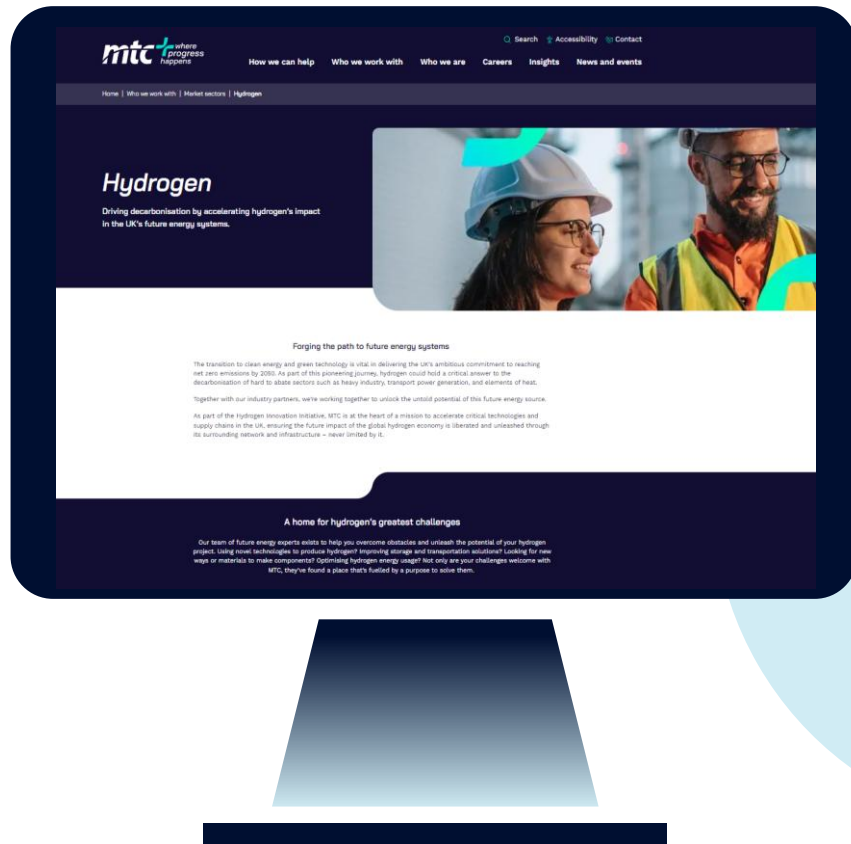 mtc where
progress
happens
Search Accessibility Contact
How we can help Who we work with Who we are Careers Insights News and events
Home | Who we work with | Market sectors | Hydrogen
Hydrogen
Driving decarbonisation by accelerating hydrogen's impact
in the UK's future energy systems.
Forging the path to future energy systems
The transition to clean energy and green technology is vital in delivering the UK's ambitious commitment to reaching
net zero emissions by 2050. As part of this pioneering journey, hydrogen could hold a critical answer to the
decarbonisation of hard to abate sectors such as heavy industry, transport power generation, and elements of heat.
Together with our industry partners, we're working together to unlock the untold potential of this future energy source.
As part of the Hydrogen Innovation Initiative, MTC is at the heart of a mission to accelerate critical technologies and
supply chains in the UK, ensuring the future impact of the global hydrogen economy is liberated and unleashed through
its surrounding network and infrastructure – never limited by it.
A home for hydrogen's greatest challenges
Our team of future energy experts exists to help you overcome obstacles and unleash the potential of your hydrogen
project. Using novel technologies to produce hydrogen? Improving storage and transportation solutions? Looking for new
ways or materials to make components? Optimising hydrogen energy usage? Not only are your challenges welcome with
MTC, they've found a place that's fuelled by a purpose to solve them.